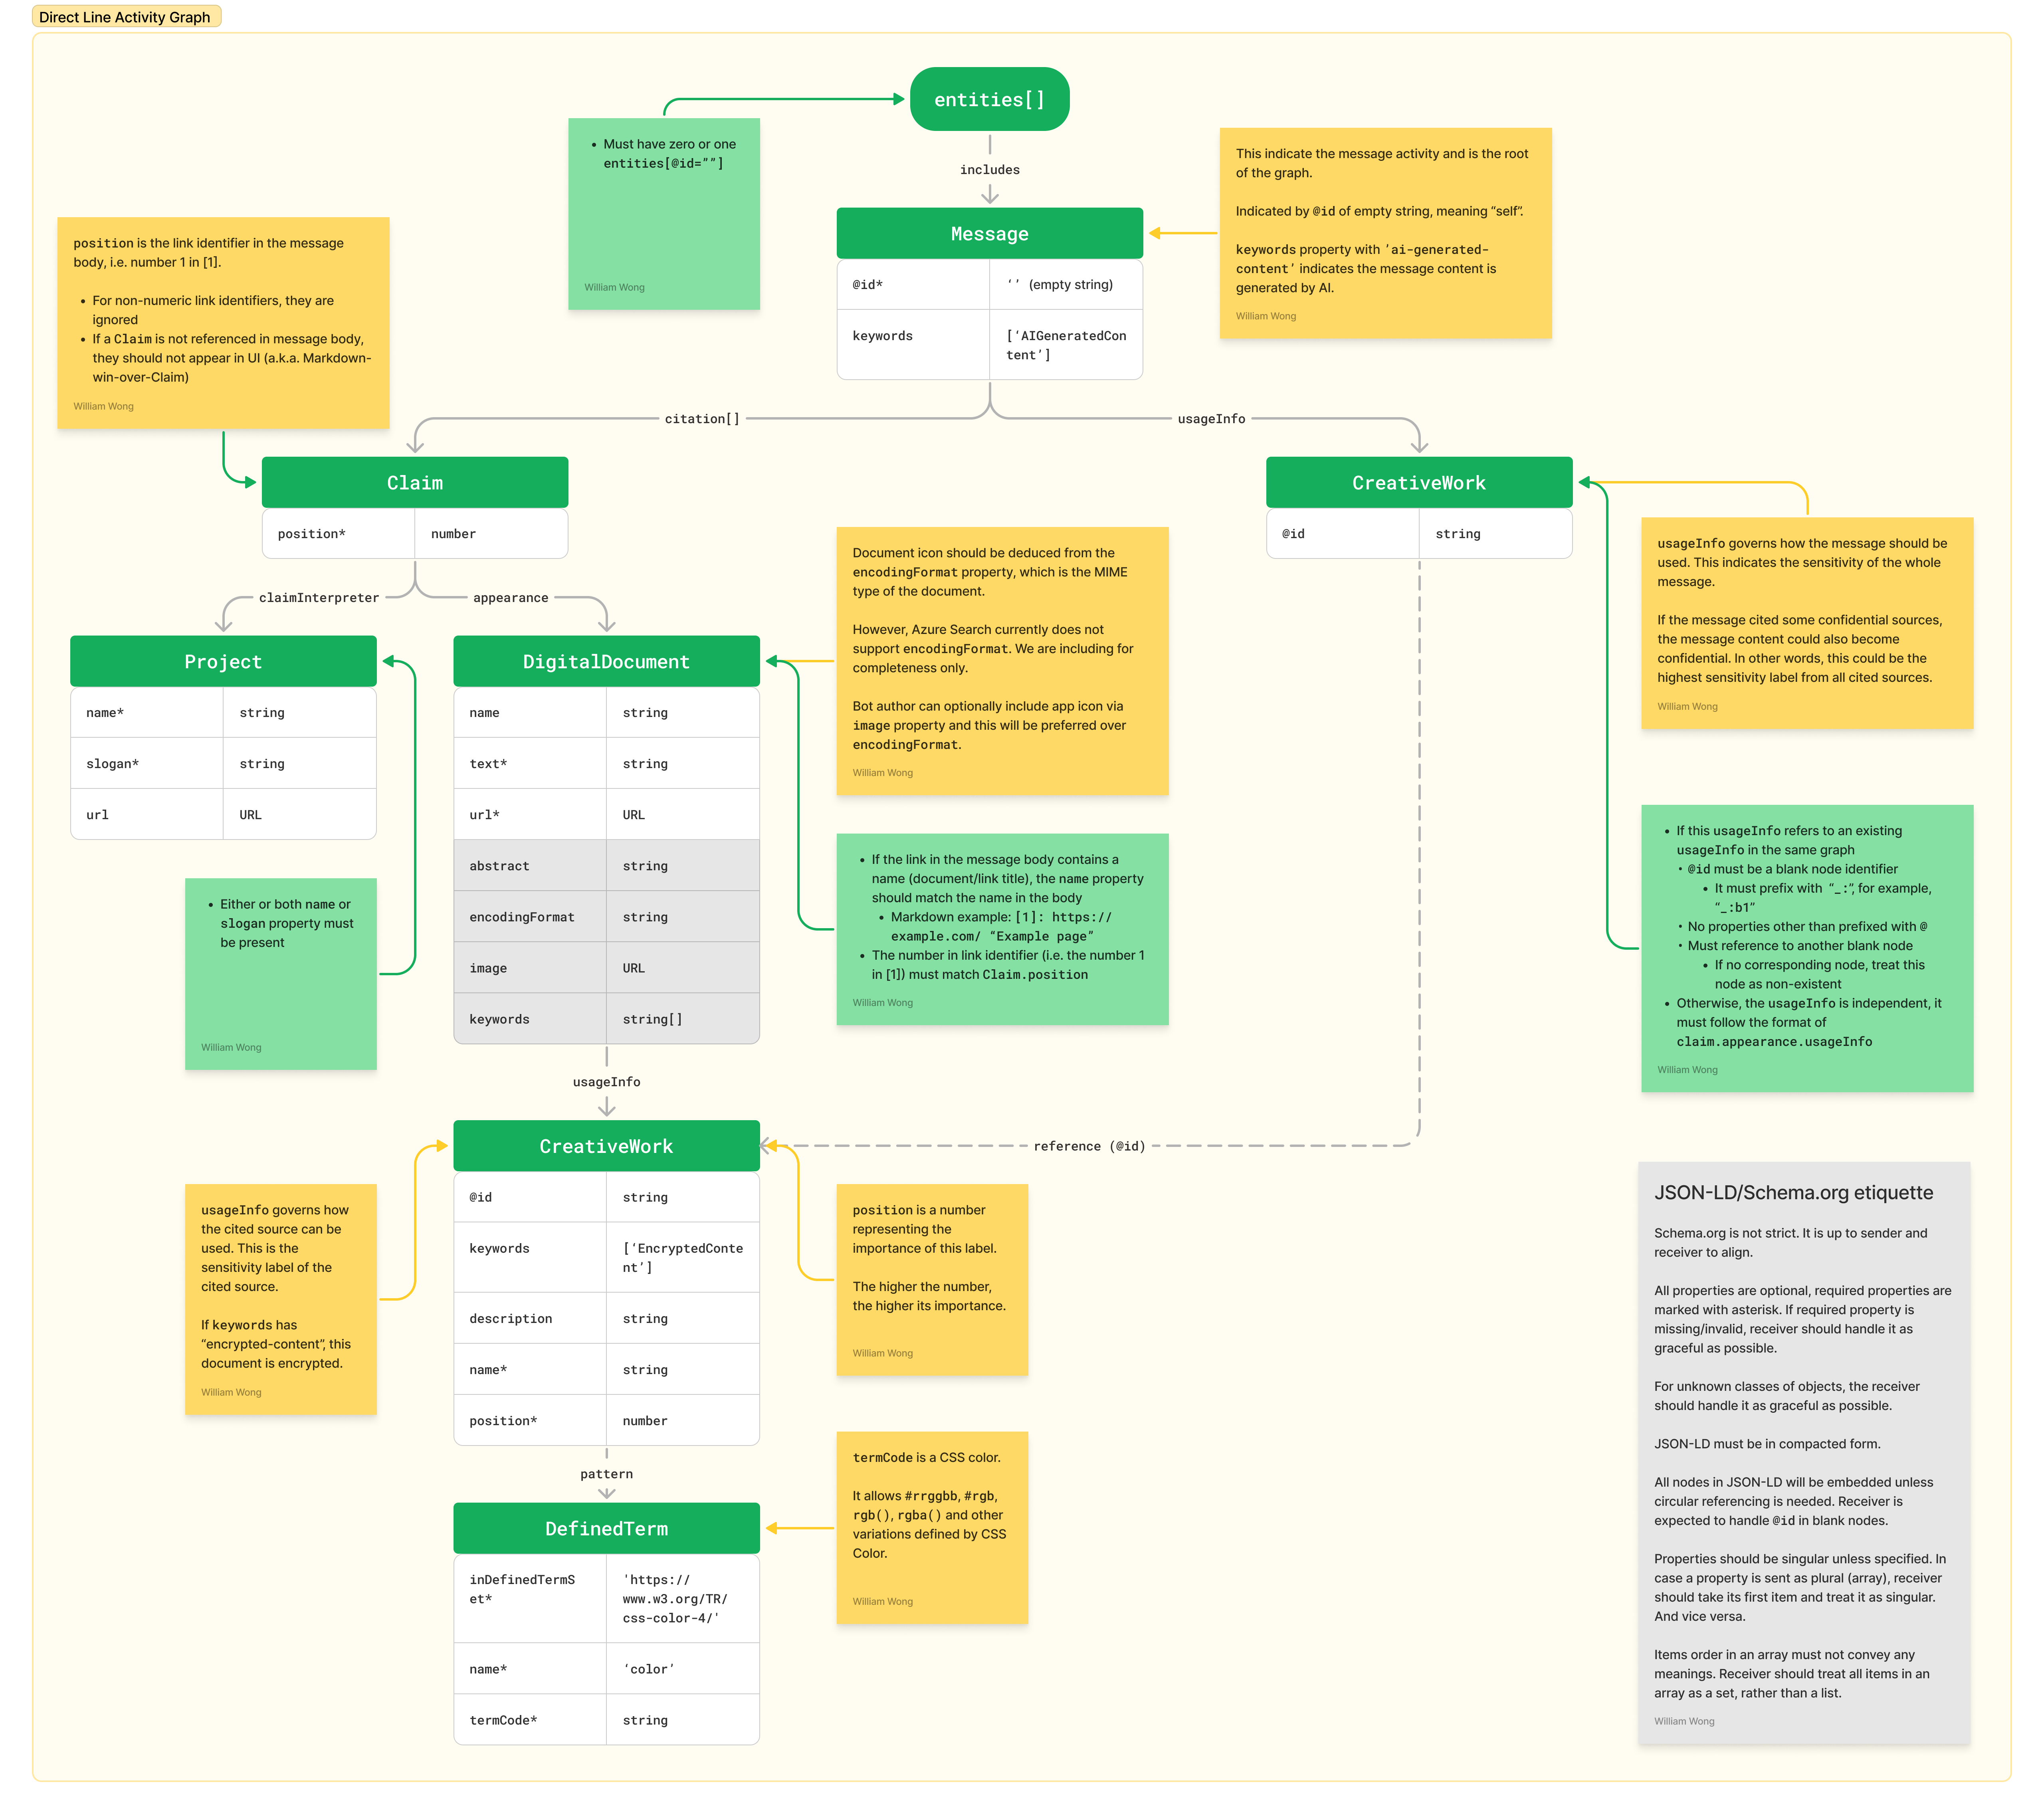 Direct Line Activity Graph
entities[]
• Must have zero or one
entities[@id=””]
William Wong
includes
This indicate the message activity and is the root
of the graph.
Indicated by @id of empty string, meaning “self”.
keywords property with ’ai-generated-
content’ indicates the message content is
generated by AI.
William Wong
Message
@id* ‘’ (empty string)
keywords [‘AIGeneratedCon
tent’]
position is the link identifier in the message
body, i.e. number 1 in [1].
• For non-numeric link identifiers, they are
ignored
• If a Claim is not referenced in message body,
they should not appear in UI (a.k.a. Markdown-
win-over-Claim)
William Wong
citation[]
usageInfo
Claim
position* number
CreativeWork
@id string
usageInfo governs how the message should be
used. This indicates the sensitivity of the whole
message.
If the message cited some confidential sources,
the message content could also become
confidential. In other words, this could be the
highest sensitivity label from all cited sources.
William Wong
claimInterpreter
appearance
Project
name* string
slogan* string
url URL
• Either or both name or
slogan property must
be present
William Wong
DigitalDocument
name string
text* string
url* URL
abstract string
encodingFormat string
image URL
keywords string[]
Document icon should be deduced from the
encodingFormat property, which is the MIME
type of the document.
However, Azure Search currently does not
support encodingFormat. We are including for
completeness only.
Bot author can optionally include app icon via
image property and this will be preferred over
encodingFormat.
William Wong
• If the link in the message body contains a
name (document/link title), the name property
should match the name in the body
• Markdown example: [1]: https://
example.com/ “Example page”
• The number in link identifier (i.e. the number 1
in [1]) must match Claim.position
William Wong
• If this usageInfo refers to an existing
usageInfo in the same graph
• @id must be a blank node identifier
• It must prefix with “_:”, for example,
“_:b1”
• No properties other than prefixed with @
• Must reference to another blank node
• If no corresponding node, treat this
node as non-existent
• Otherwise, the usageInfo is independent, it
must follow the format of
claim.appearance.usageInfo
William Wong
usageInfo
reference (@id)
CreativeWork
@id string
keywords [‘EncryptedConte
nt’]
description string
name* string
position* number
usageInfo governs how
the cited source can be
used. This is the
sensitivity label of the
cited source.
If keywords has
“encrypted-content”, this
document is encrypted.
William Wong
position is a number
representing the
importance of this label.
The higher the number,
the higher its importance.
William Wong
pattern
DefinedTerm
inDefinedTermS
et*
'https://
www.w3.org/TR/
css-color-4/'
name* ‘color’
termCode* string
termCode is a CSS color.
It allows #rrggbb, #rgb,
rgb(), rgba() and other
variations defined by CSS
Color.
William Wong
JSON-LD/Schema.org etiquette
Schema.org is not strict. It is up to sender and
receiver to align.
All properties are optional, required properties are
marked with asterisk. If required property is
missing/invalid, receiver should handle it as
graceful as possible.
For unknown classes of objects, the receiver
should handle it as graceful as possible.
JSON-LD must be in compacted form.
All nodes in JSON-LD will be embedded unless
circular referencing is needed. Receiver is
expected to handle @id in blank nodes.
Properties should be singular unless specified. In
case a property is sent as plural (array), receiver
should take its first item and treat it as singular.
And vice versa.
Items order in an array must not convey any
meanings. Receiver should treat all items in an
array as a set, rather than a list.
William Wong